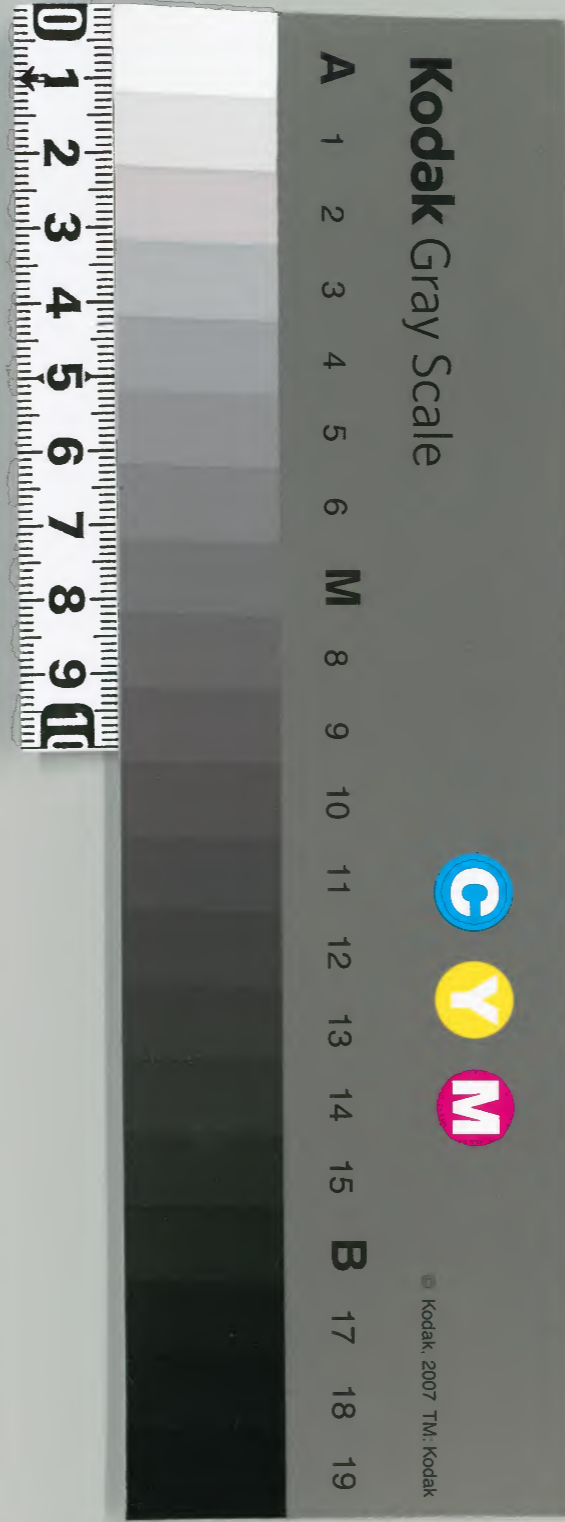 Kodak Gray Scale
C Y M
© Kodak, 2007 TM: Kodak
A 1 2 3 4 5 6 M 8 9 10 11 12 13 14 15 B 17 18 19
0 1 2 3 4 5 6 7 8 9 10